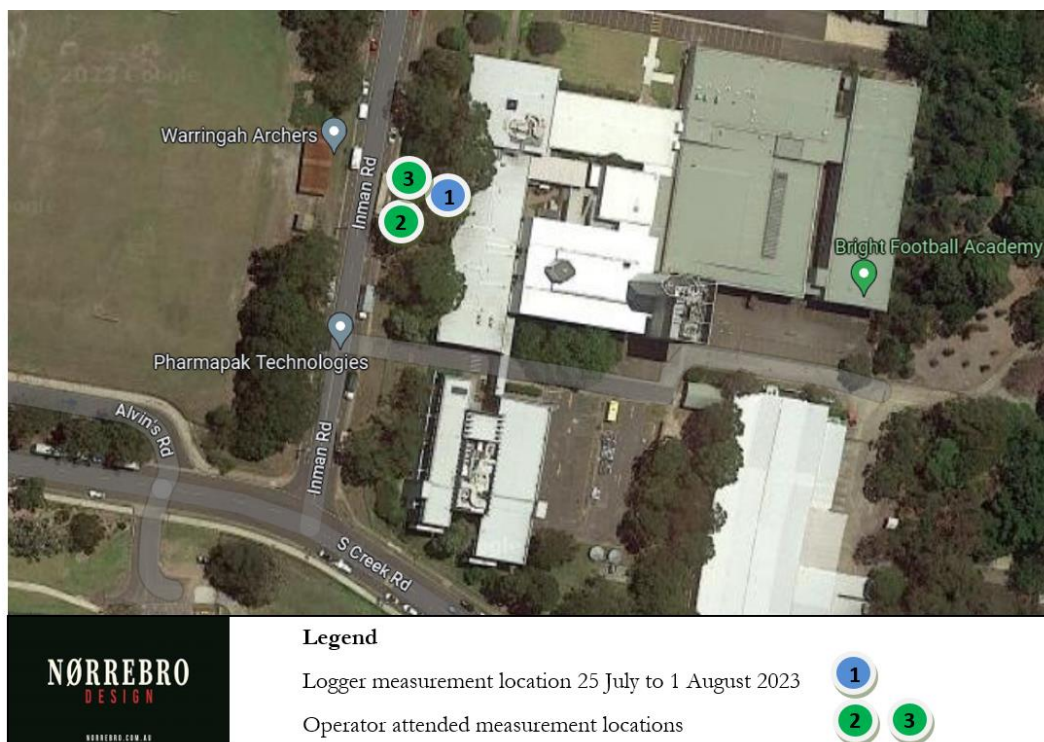 © 2023 Google
Warringah Archers
3
1
Inman Rd
2
Bright Football Academy
Pharmapak Technologies
Alvin's Rd
Inman Rd
S Creek Rd
NØRREBRO
DESIGN
NORREBRO.COM.AU
Legend
Logger measurement location 25 July to 1 August 2023
1
Operator attended measurement locations
2 3